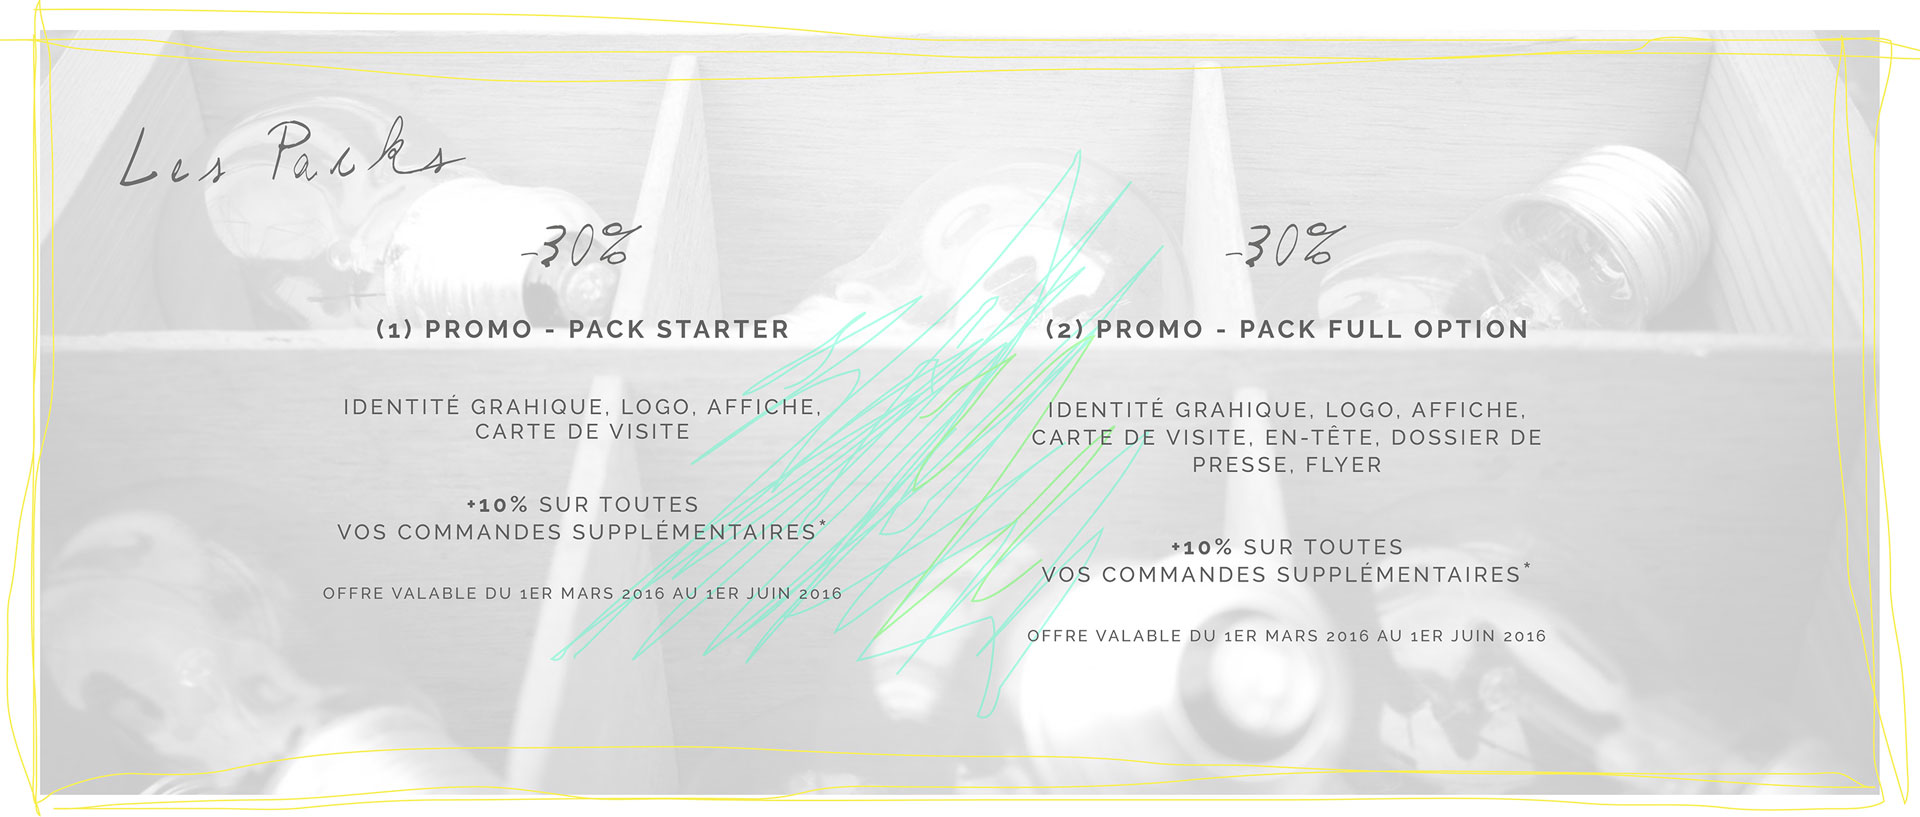 Les Packs
-30%
(1) PROMO - PACK STARTER
IDENTITÉ GRAHIQUE, LOGO, AFFICHE,
CARTE DE VISITE
+10% SUR TOUTES
VOS COMMANDES SUPPLÉMENTAIRES*
OFFRE VALABLE DU 1ER MARS 2016 AU 1ER JUIN 2016
-30%
(2) PROMO - PACK FULL OPTION
IDENTITÉ GRAHIQUE, LOGO, AFFICHE,
CARTE DE VISITE, EN-TÊTE, DOSSIER DE
PRESSE, FLYER
+10% SUR TOUTES
VOS COMMANDES SUPPLÉMENTAIRES*
OFFRE VALABLE DU 1ER MARS 2016 AU 1ER JUIN 2016